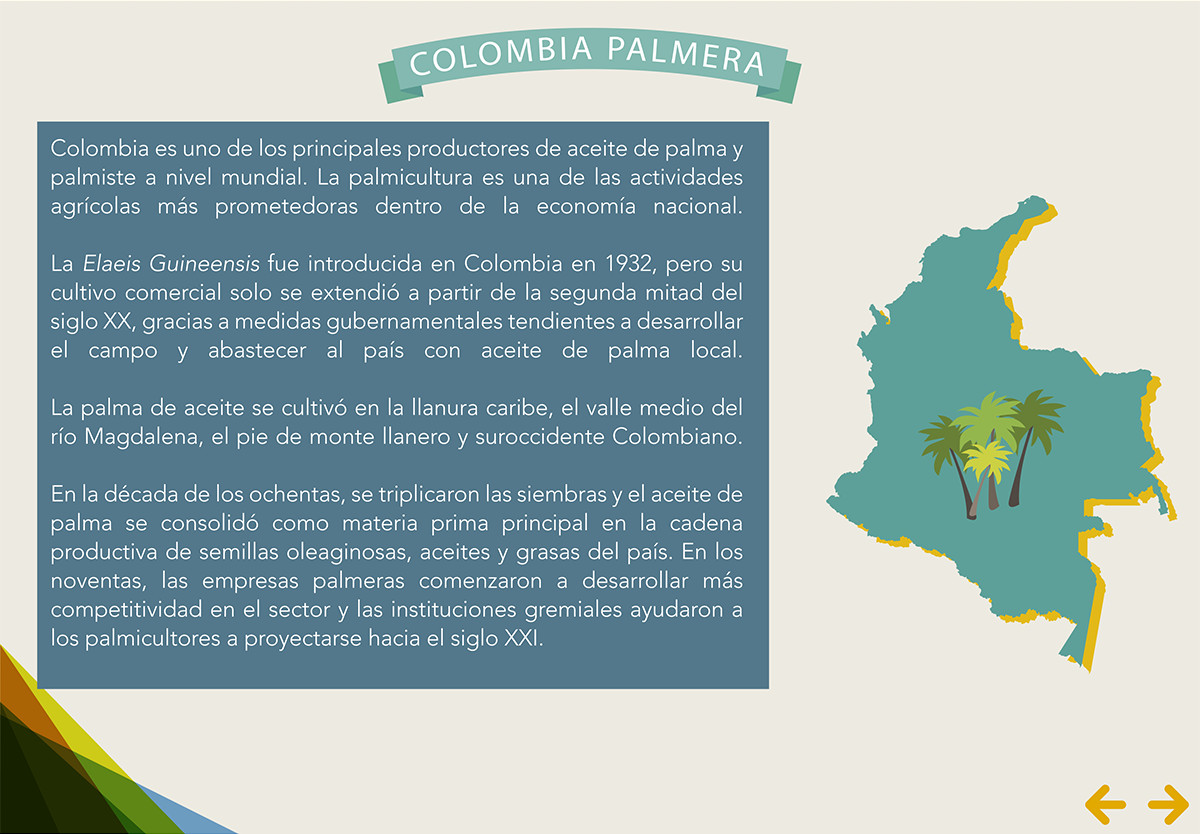 COLOMBIA PALMERA
Colombia es uno de los principales productores de aceite de palma y
palmiste a nivel mundial. La palmicultura es una de las actividades
agrícolas más prometedoras dentro de la economía nacional.
La Elaeis Guineensis fue introducida en Colombia en 1932, pero su
cultivo comercial solo se extendió a partir de la segunda mitad del
siglo XX, gracias a medidas gubernamentales tendientes a desarrollar
el campo y abastecer al país con aceite de palma local.
La palma de aceite se cultivó en la llanura caribe, el valle medio del
río Magdalena, el pie de monte llanero y suroccidente Colombiano.
En la década de los ochentas, se triplicaron las siembras y el aceite de
palma se consolidó como materia prima principal en la cadena
productiva de semillas oleaginosas, aceites y grasas del país. En los
noventas, las empresas palmeras comenzaron a desarrollar más
competitividad en el sector y las instituciones gremiales ayudaron a
los palmicultores a proyectarse hacia el siglo XXI.